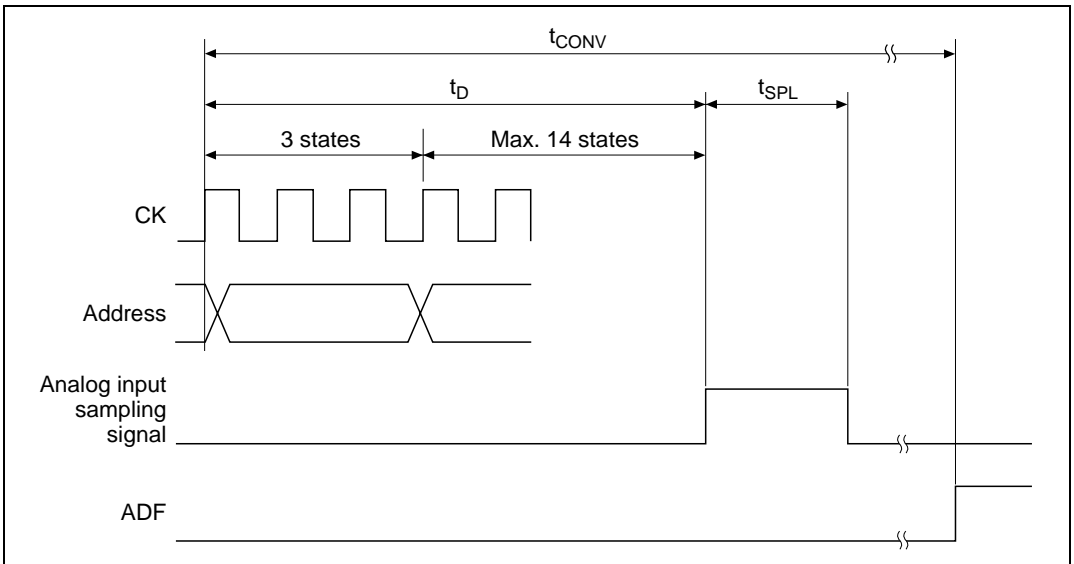 tCONV
tD
tSPL
3 states
Max. 14 states
CK
Address
Analog input
sampling
signal
ADF